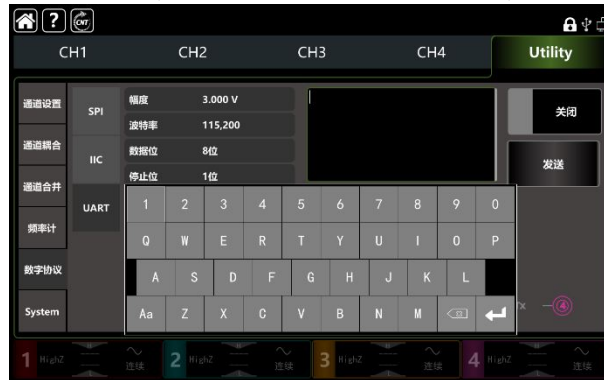 ? CNT
CH1 CH2 CH3 CH4 Utility
通道设置
通道耦合
通道合并
频率计
数字协议
System
SPI
IIC
UART
幅度 3.000 V
波特率 115,200
数据位 8位
停止位 1位
关闭
发送
1 2 3 4 5 6 7 8 9 0
Q W E R T Y U I O P
A S D F G H J K L
Aa Z X C V B N M
TX 4
1 HighZ 连续 2 HighZ 连续 3 HighZ 连续 4 HighZ 连续